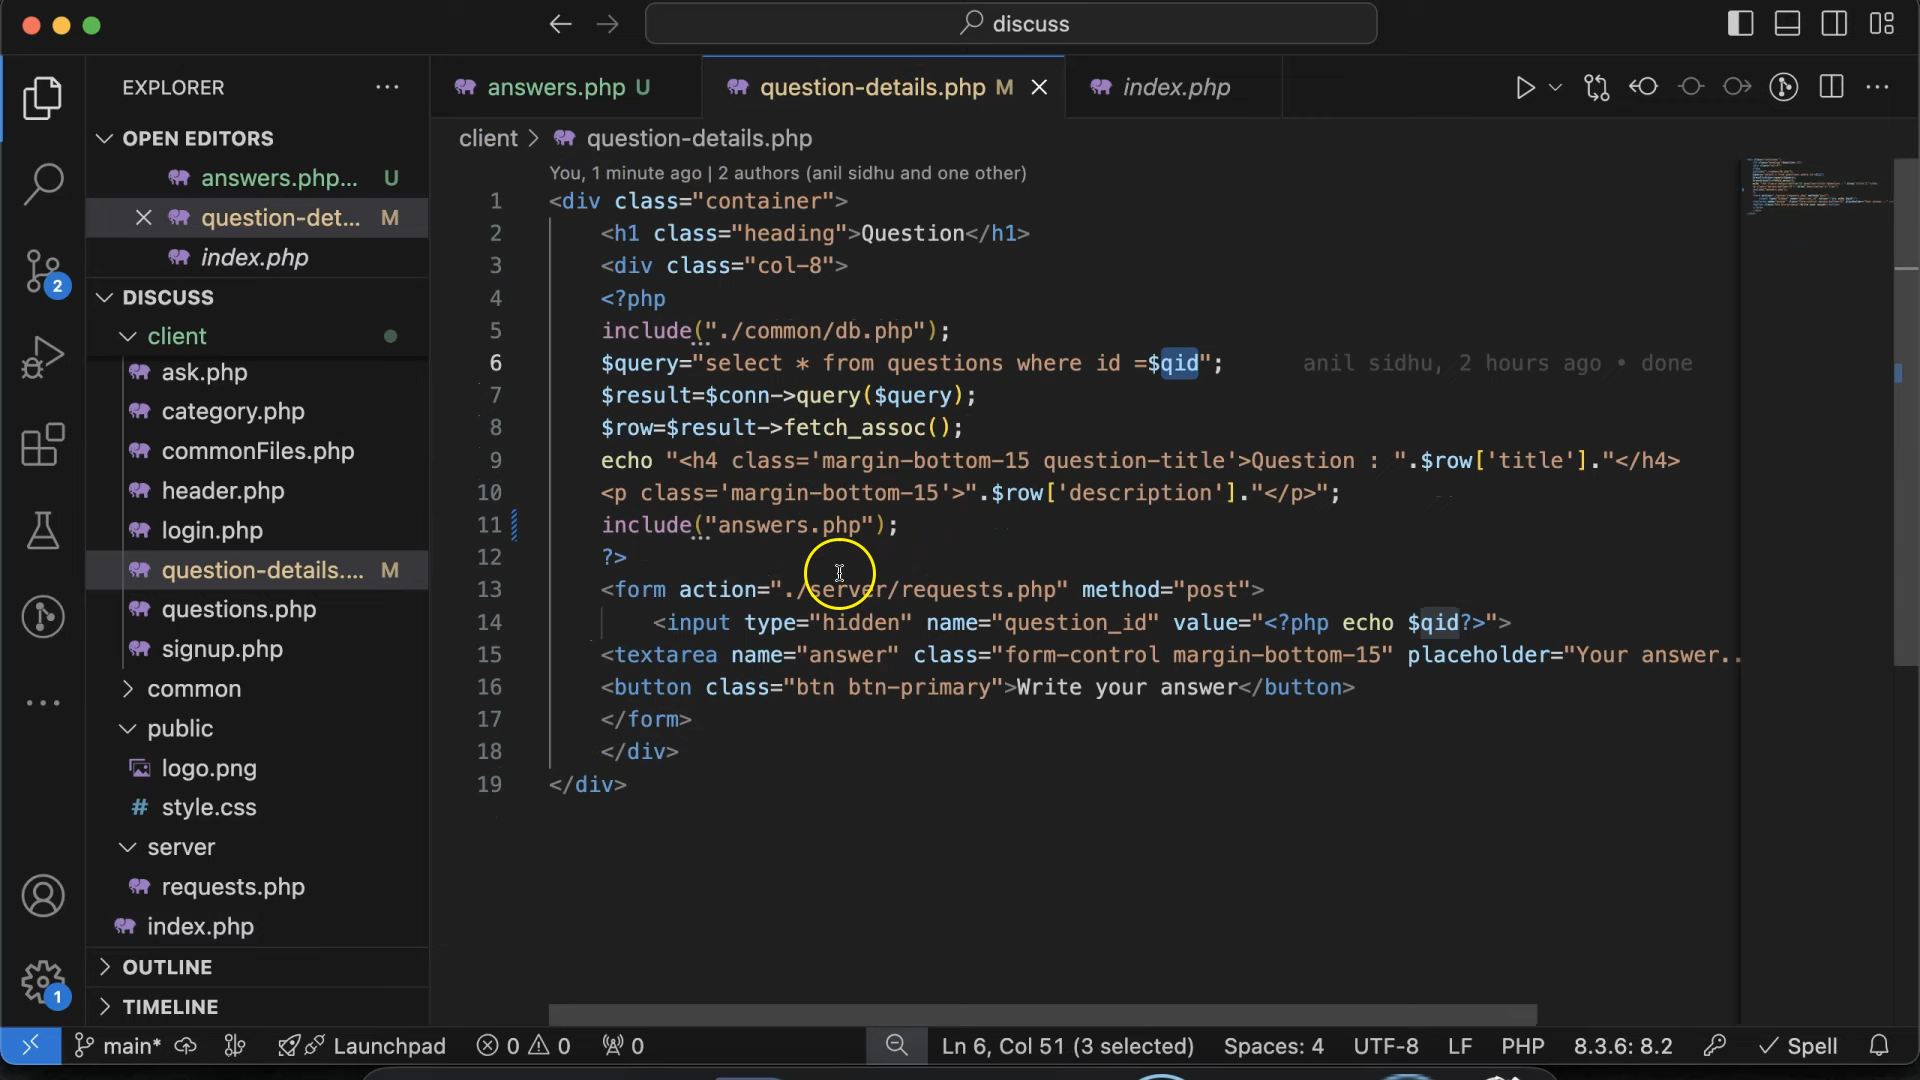 discuss
EXPLORER
OPEN EDITORS
answers.php... U
question-det... M
index.php
DISCUSS
client
ask.php
category.php
commonFiles.php
header.php
login.php
question-details.... M
questions.php
signup.php
common
public
logo.png
# style.css
server
requests.php
index.php
OUTLINE
TIMELINE
2
1
answers.php U
question-details.php M
index.php
client > question-details.php
You, 1 minute ago | 2 authors (anil sidhu and one other)
1 <div class="container">
2 <h1 class="heading">Question</h1>
3 <div class="col-8">
4 <?php
5 include("./common/db.php");
6 $query="select * from questions where id =$qid"; anil sidhu, 2 hours ago • done
7 $result=$conn->query($query);
8 $row=$result->fetch_assoc();
9 echo "<h4 class='margin-bottom-15 question-title'>Question : ".$row['title']."</h4>
10 <p class='margin-bottom-15'>".$row['description']."</p>";
11 include("answers.php");
12 ?>
13 <form action="./server/requests.php" method="post">
14 <input type="hidden" name="question_id" value="<?php echo $qid?>">
15 <textarea name="answer" class="form-control margin-bottom-15" placeholder="Your answer..
16 <button class="btn btn-primary">Write your answer</button>
17 </form>
18 </div>
19 </div>
main* Launchpad 0 0 0 Ln 6, Col 51 (3 selected) Spaces: 4 UTF-8 LF PHP 8.3.6: 8.2 Spell